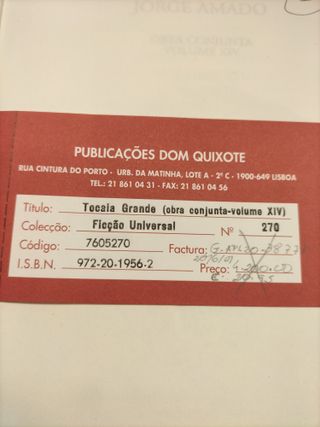 JORGE AMADO
OBRA CONJUNTA
VOLUME XIV
PUBLICAÇÕES DOM QUIXOTE
RUA CINTURA DO PORTO - URB. DA MATINHA, LOTE A - 2º C - 1900-649 LISBOA
TEL.: 21 861 04 31 - FAX: 21 861 04 56
Título: Tocaia Grande (obra conjunta-volume XIV)
Colecção: Ficção Universal Nº 270
Código: 7605270 Factura:
I.S.B.N. 972-20-1956-2 Preço: